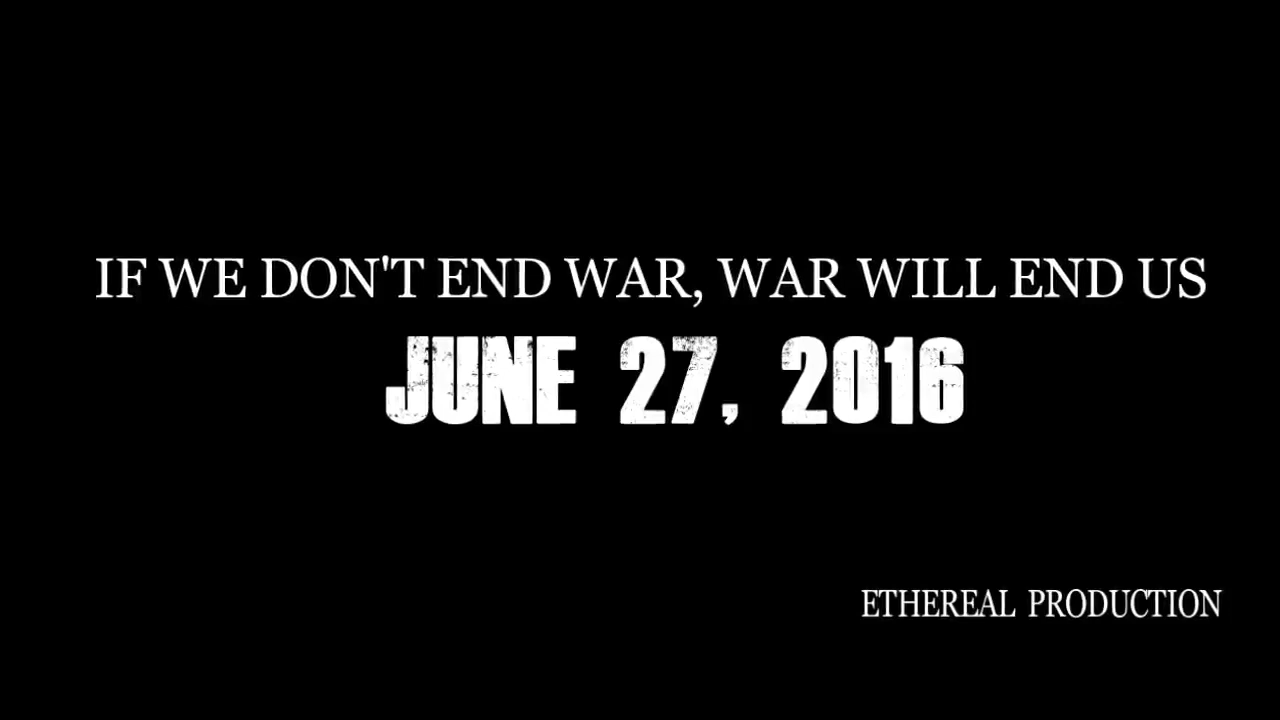 IF WE DON'T END WAR, WAR WILL END US
JUNE 27, 2016
ETHEREAL PRODUCTION